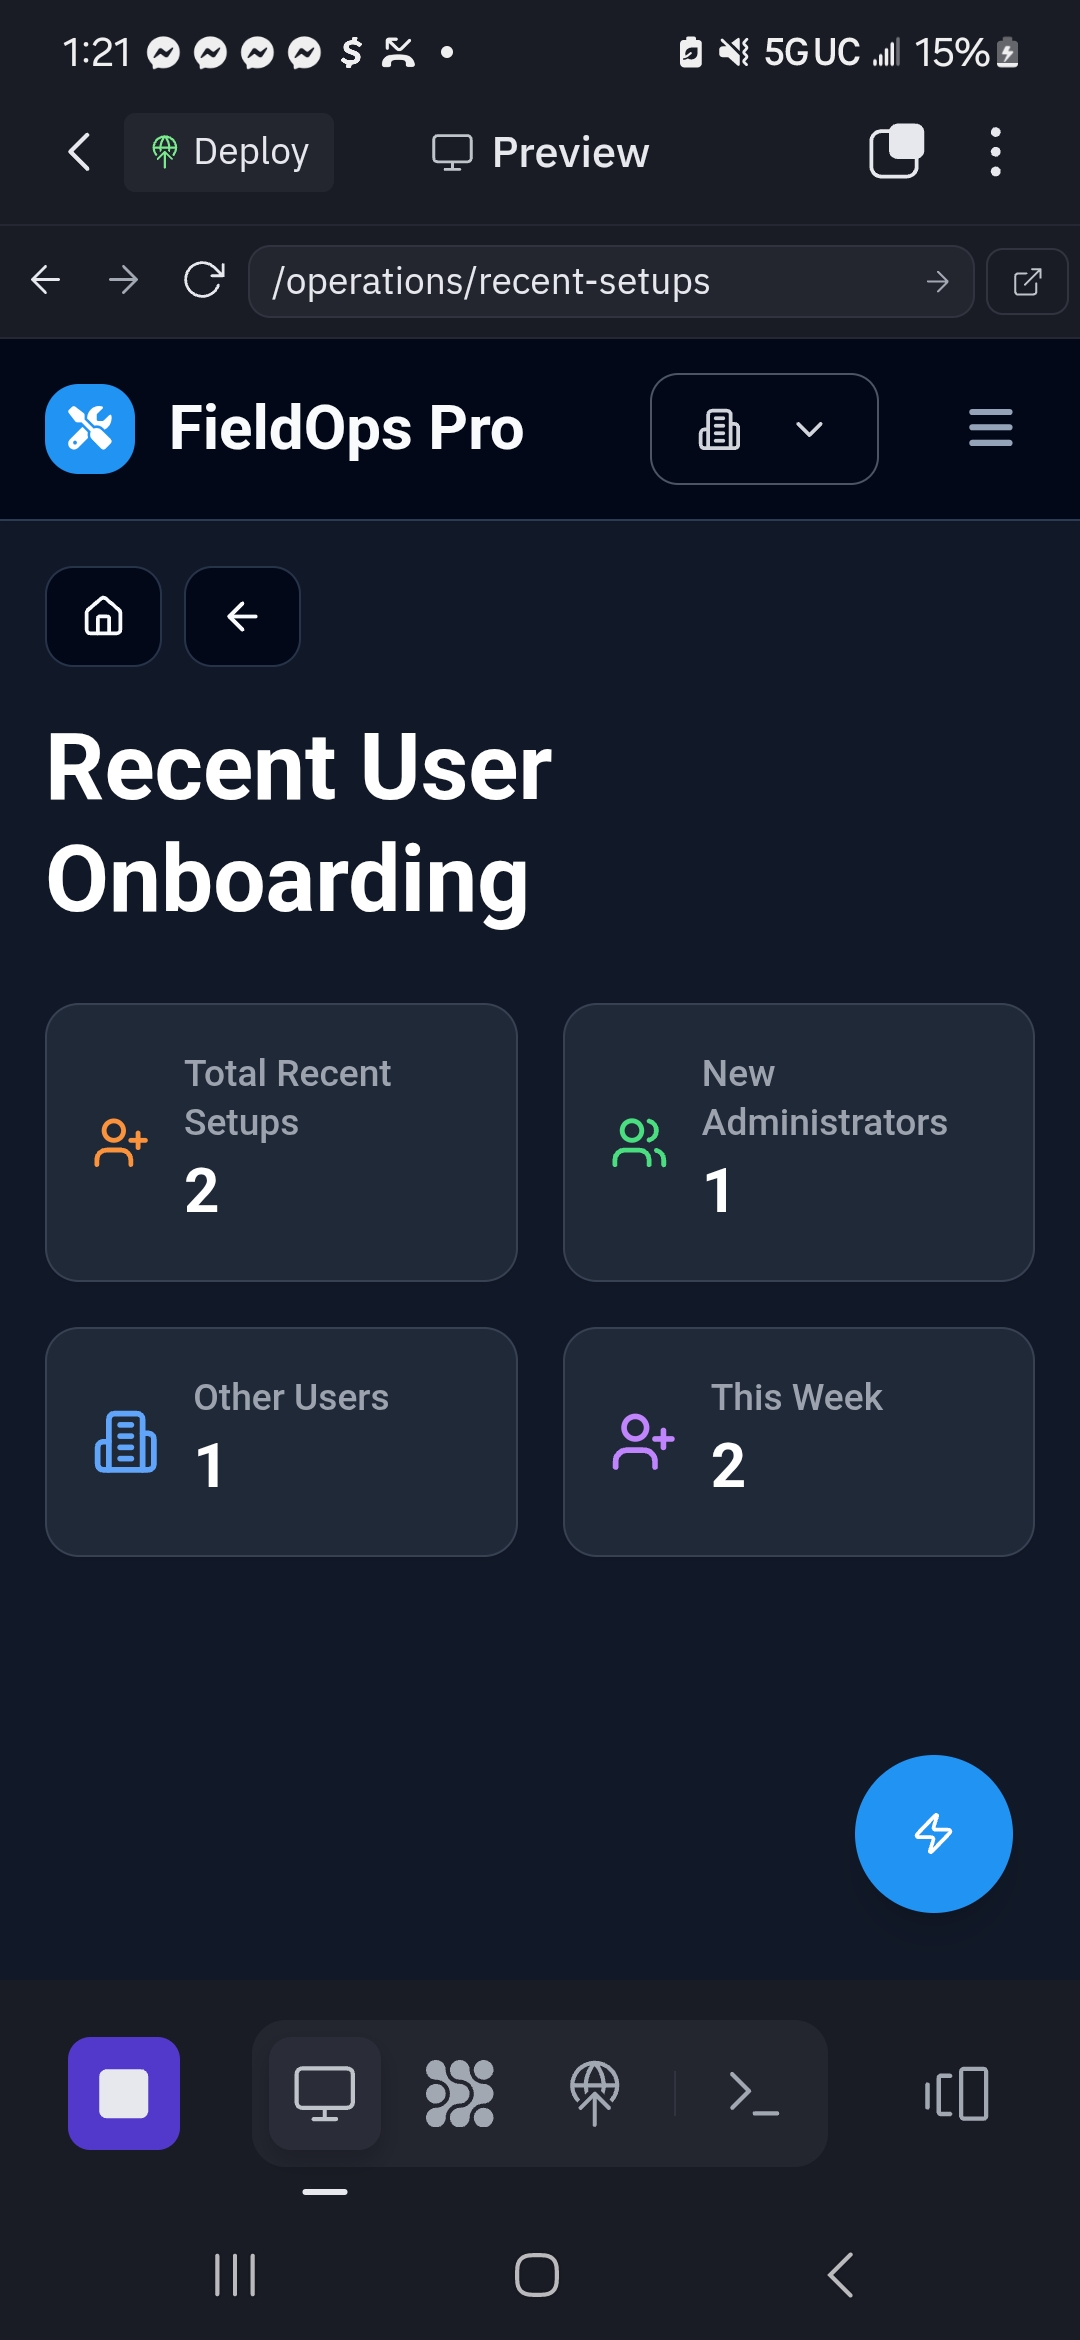 1:21 5G UC 15%
Deploy Preview
/operations/recent-setups
FieldOps Pro
Recent User
Onboarding
Total Recent
Setups
2
New
Administrators
1
Other Users
1
This Week
2